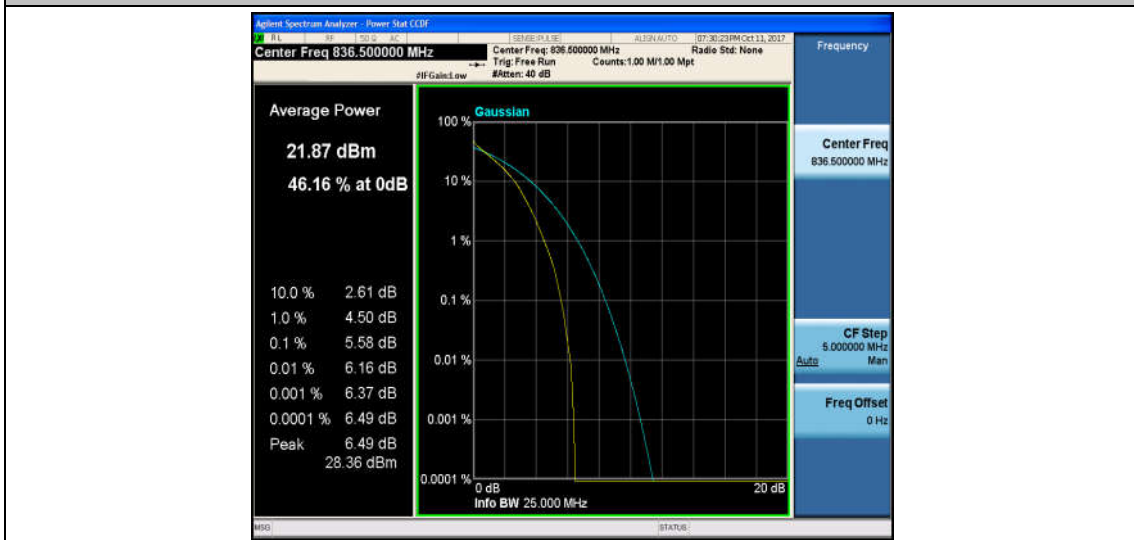 Agilent Spectrum Analyzer - Power Stat CCDF
RL RF 50 Ω AC SENSE:PULSE ALIGN AUTO 07:30:23 PM Oct 11, 2017
Center Freq 836.500000 MHz
Center Freq: 836.500000 MHz Radio Std: None
Trig: Free Run Counts:1.00 M/1.00 Mpt
#IFGain:Low #Atten: 40 dB
Frequency
Average Power
21.87 dBm
46.16 % at 0dB
10.0 % 2.61 dB
1.0 % 4.50 dB
0.1 % 5.58 dB
0.01 % 6.16 dB
0.001 % 6.37 dB
0.0001 % 6.49 dB
Peak 6.49 dB
28.36 dBm
Gaussian
100 %
10 %
1 %
0.1 %
0.01 %
0.001 %
0.0001 %
0 dB 20 dB
Info BW 25.000 MHz
Center Freq
836.500000 MHz
CF Step
5.000000 MHz
Auto Man
Freq Offset
0 Hz
MSG STATUS